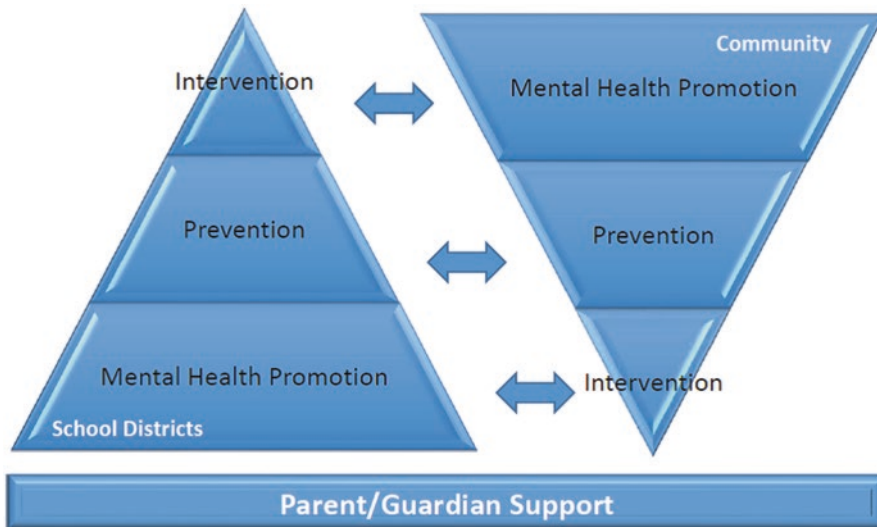 Intervention
Prevention
Mental Health Promotion
School Districts
Community
Mental Health Promotion
Prevention
Intervention
Parent/Guardian Support